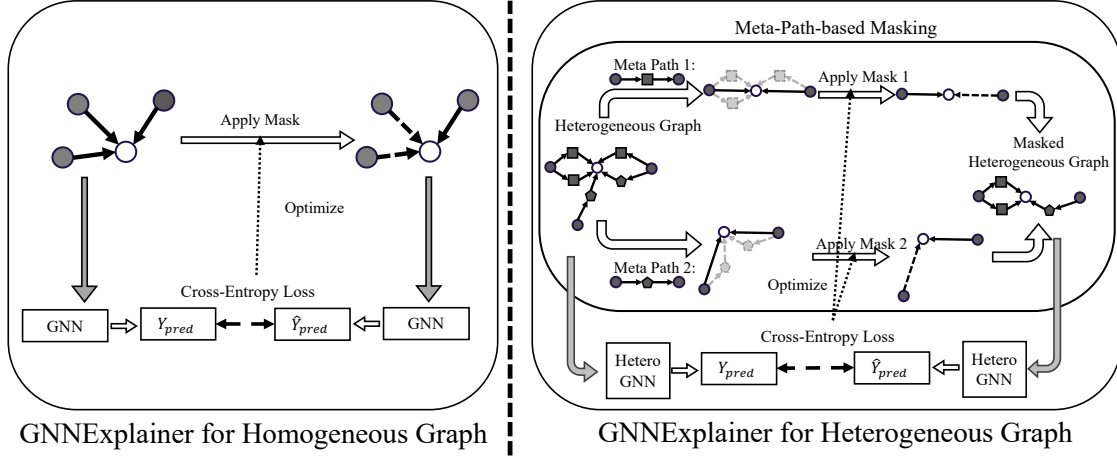 Apply Mask
Optimize
Cross-Entropy Loss
GNN
Y_pred
Ŷ_pred
GNN
GNNExplainer for Homogeneous Graph
Meta-Path-based Masking
Meta Path 1:
Apply Mask 1
Heterogeneous Graph
Masked
Heterogeneous Graph
Apply Mask 2
Meta Path 2:
Optimize
Cross-Entropy Loss
Hetero
GNN
Y_pred
Ŷ_pred
Hetero
GNN
GNNExplainer for Heterogeneous Graph